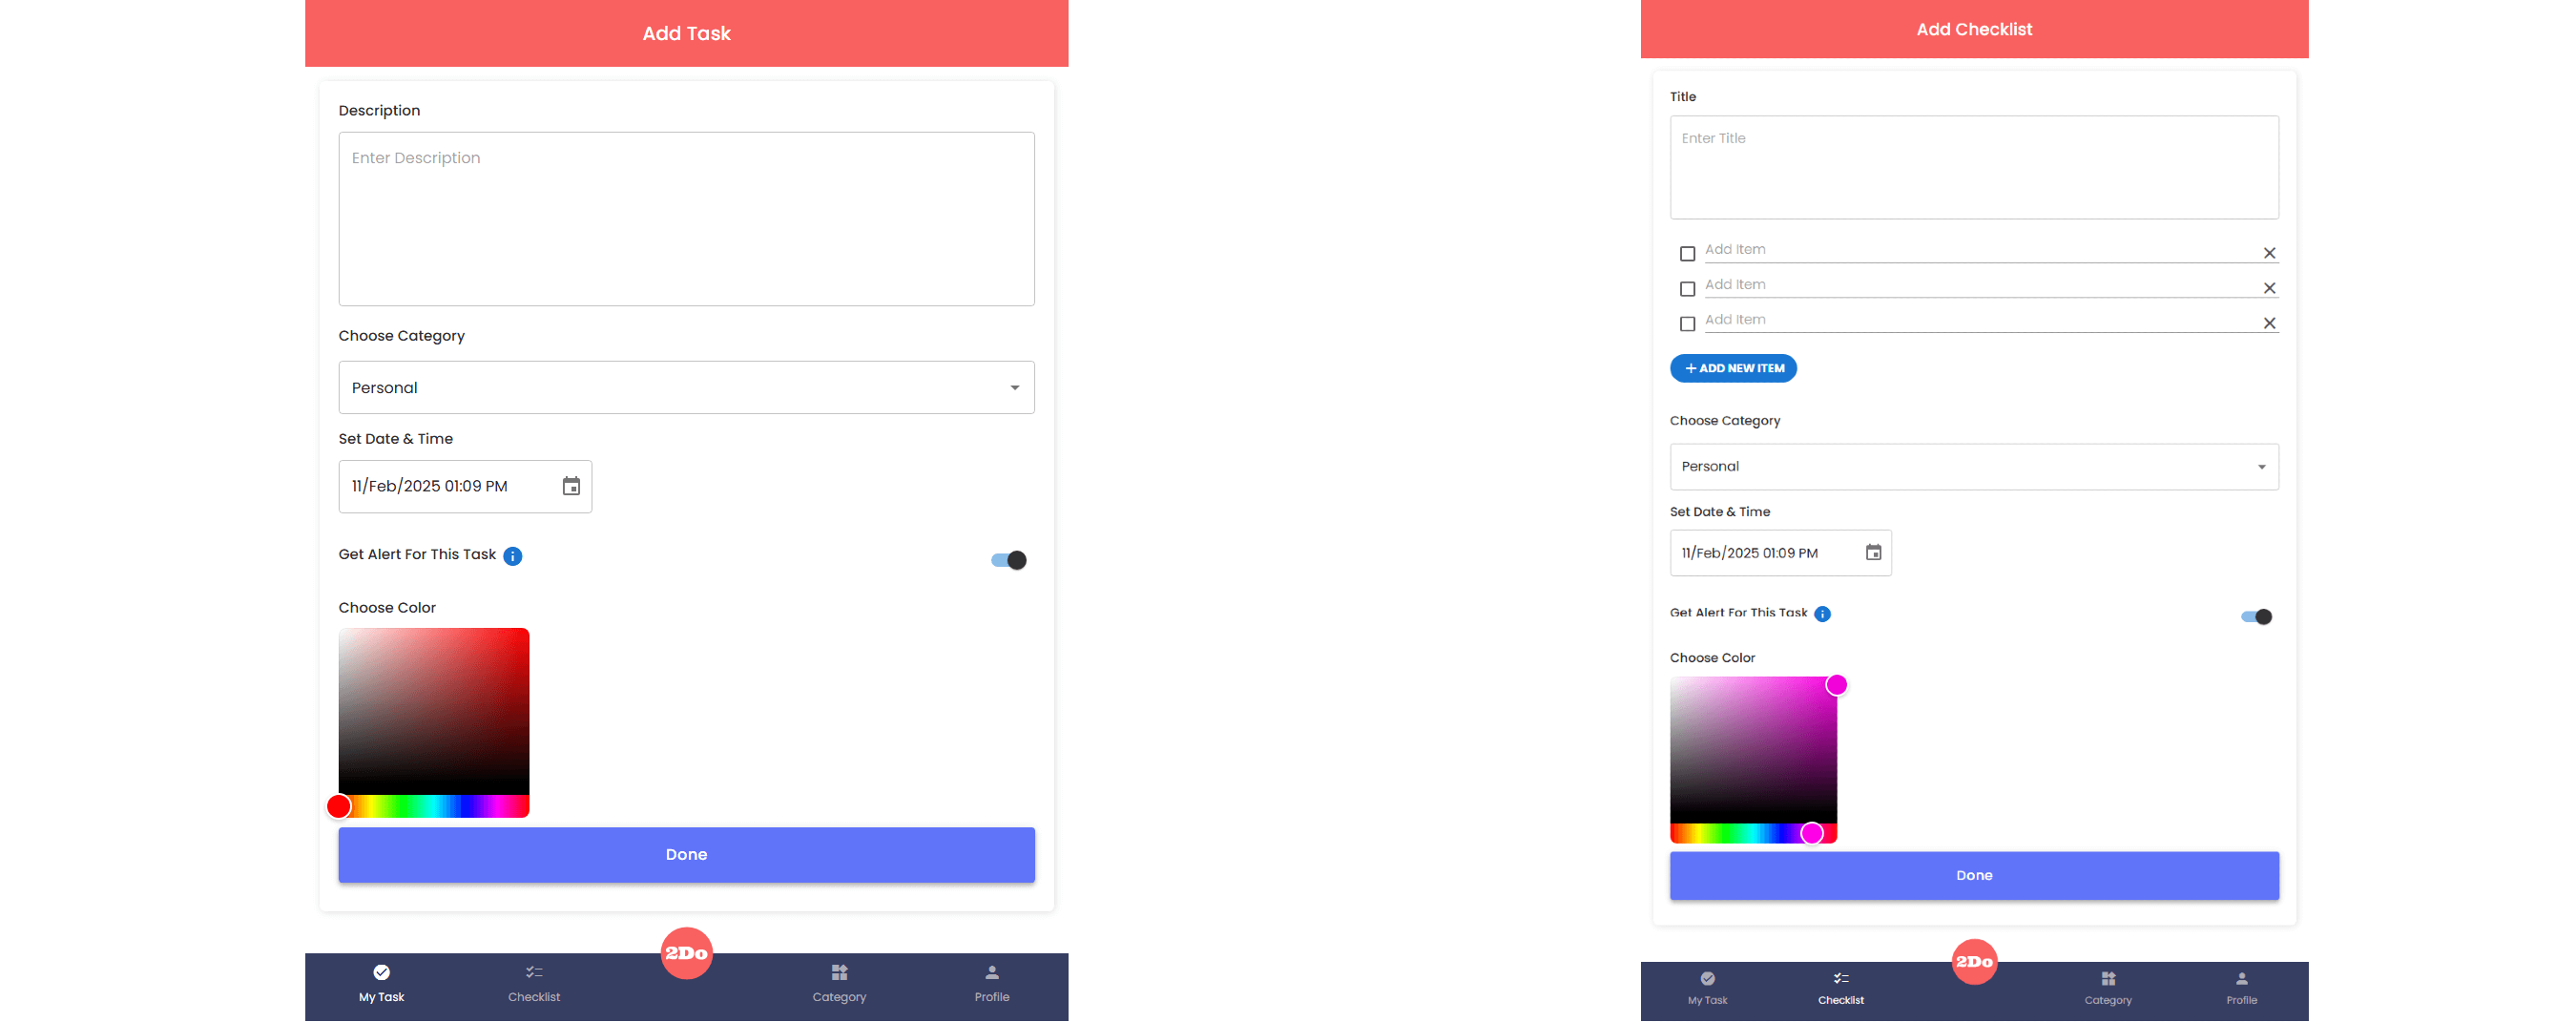 Add Task
Description
Enter Description
Choose Category
Personal
Set Date & Time
11/Feb/2025 01:09 PM
Get Alert For This Task
Choose Color
Done
My Task
Checklist
2Do
Category
Profile
Add Checklist
Title
Enter Title
Add Item
Add Item
Add Item
+ ADD NEW ITEM
Choose Category
Personal
Set Date & Time
11/Feb/2025 01:09 PM
Get Alert For This Task
Choose Color
Done
My Task
Checklist
2Do
Category
Profile